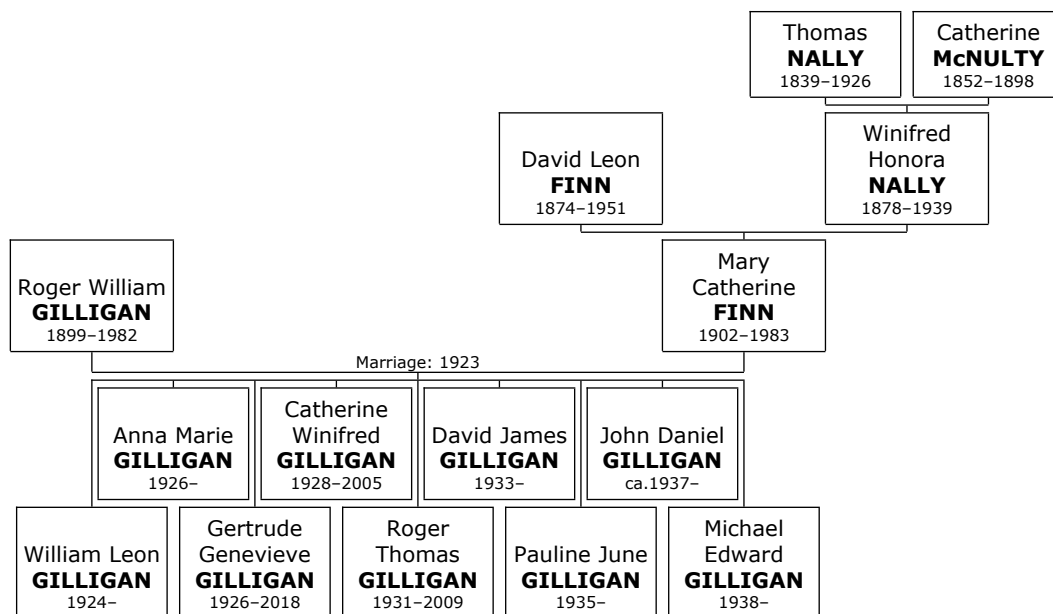 Thomas
NALLY
1839–1926
Catherine
McNULTY
1852–1898
David Leon
FINN
1874–1951
Winifred
Honora
NALLY
1878–1939
Roger William
GILLIGAN
1899–1982
Mary
Catherine
FINN
1902–1983
Marriage: 1923
Anna Marie
GILLIGAN
1926–
Catherine
Winifred
GILLIGAN
1928–2005
David James
GILLIGAN
1933–
John Daniel
GILLIGAN
ca.1937–
William Leon
GILLIGAN
1924–
Gertrude
Genevieve
GILLIGAN
1926–2018
Roger
Thomas
GILLIGAN
1931–2009
Pauline June
GILLIGAN
1935–
Michael
Edward
GILLIGAN
1938–